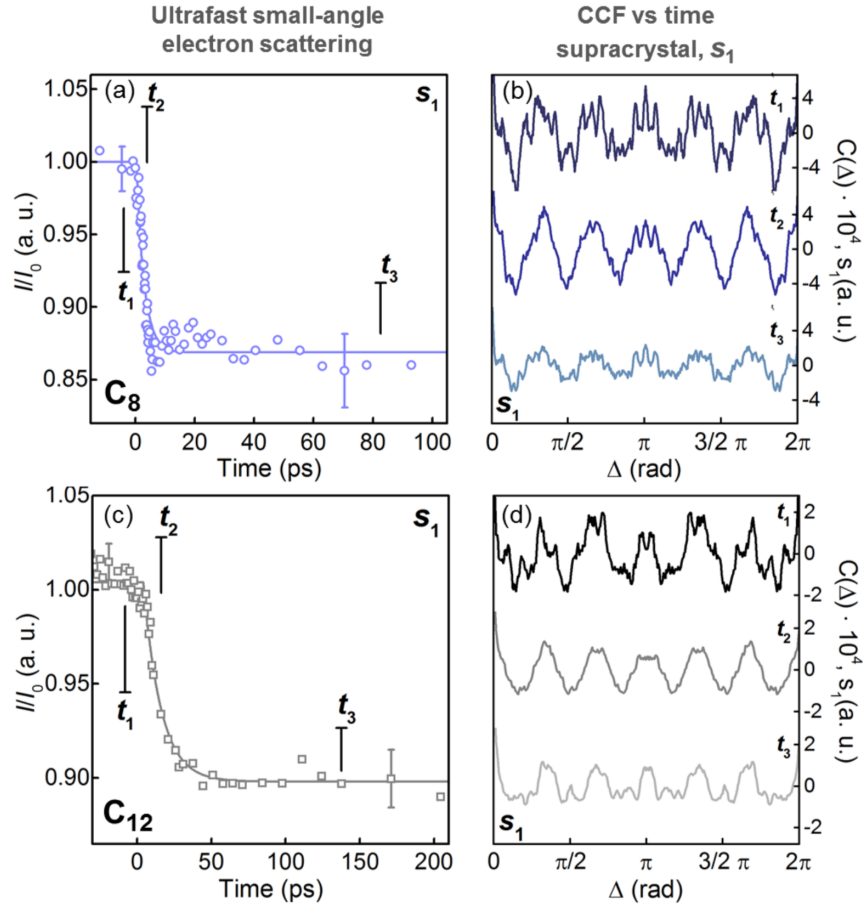 Ultrafast small-angle
electron scattering
CCF vs time
supracrystal, s1
(a)
t2
s1
1.05
1.00
0.95
0.90
0.85
I/I0 (a. u.)
t1
t3
C8
0 20 40 60 80 100
Time (ps)
(b)
t1
t2
t3
s1
4
0
-4
4
0
-4
4
0
-4
C(Δ) · 10⁴, s1(a. u.)
0 π/2 π 3/2 π 2π
Δ (rad)
(c)
t2
s1
1.05
1.00
0.95
0.90
I/I0 (a. u.)
t1
t3
C12
0 50 100 150 200
Time (ps)
(d)
t1
t2
t3
s1
2
0
-2
2
0
-2
2
0
-2
C(Δ) · 10⁴, s1(a. u.)
0 π/2 π 3/2 π 2π
Δ (rad)